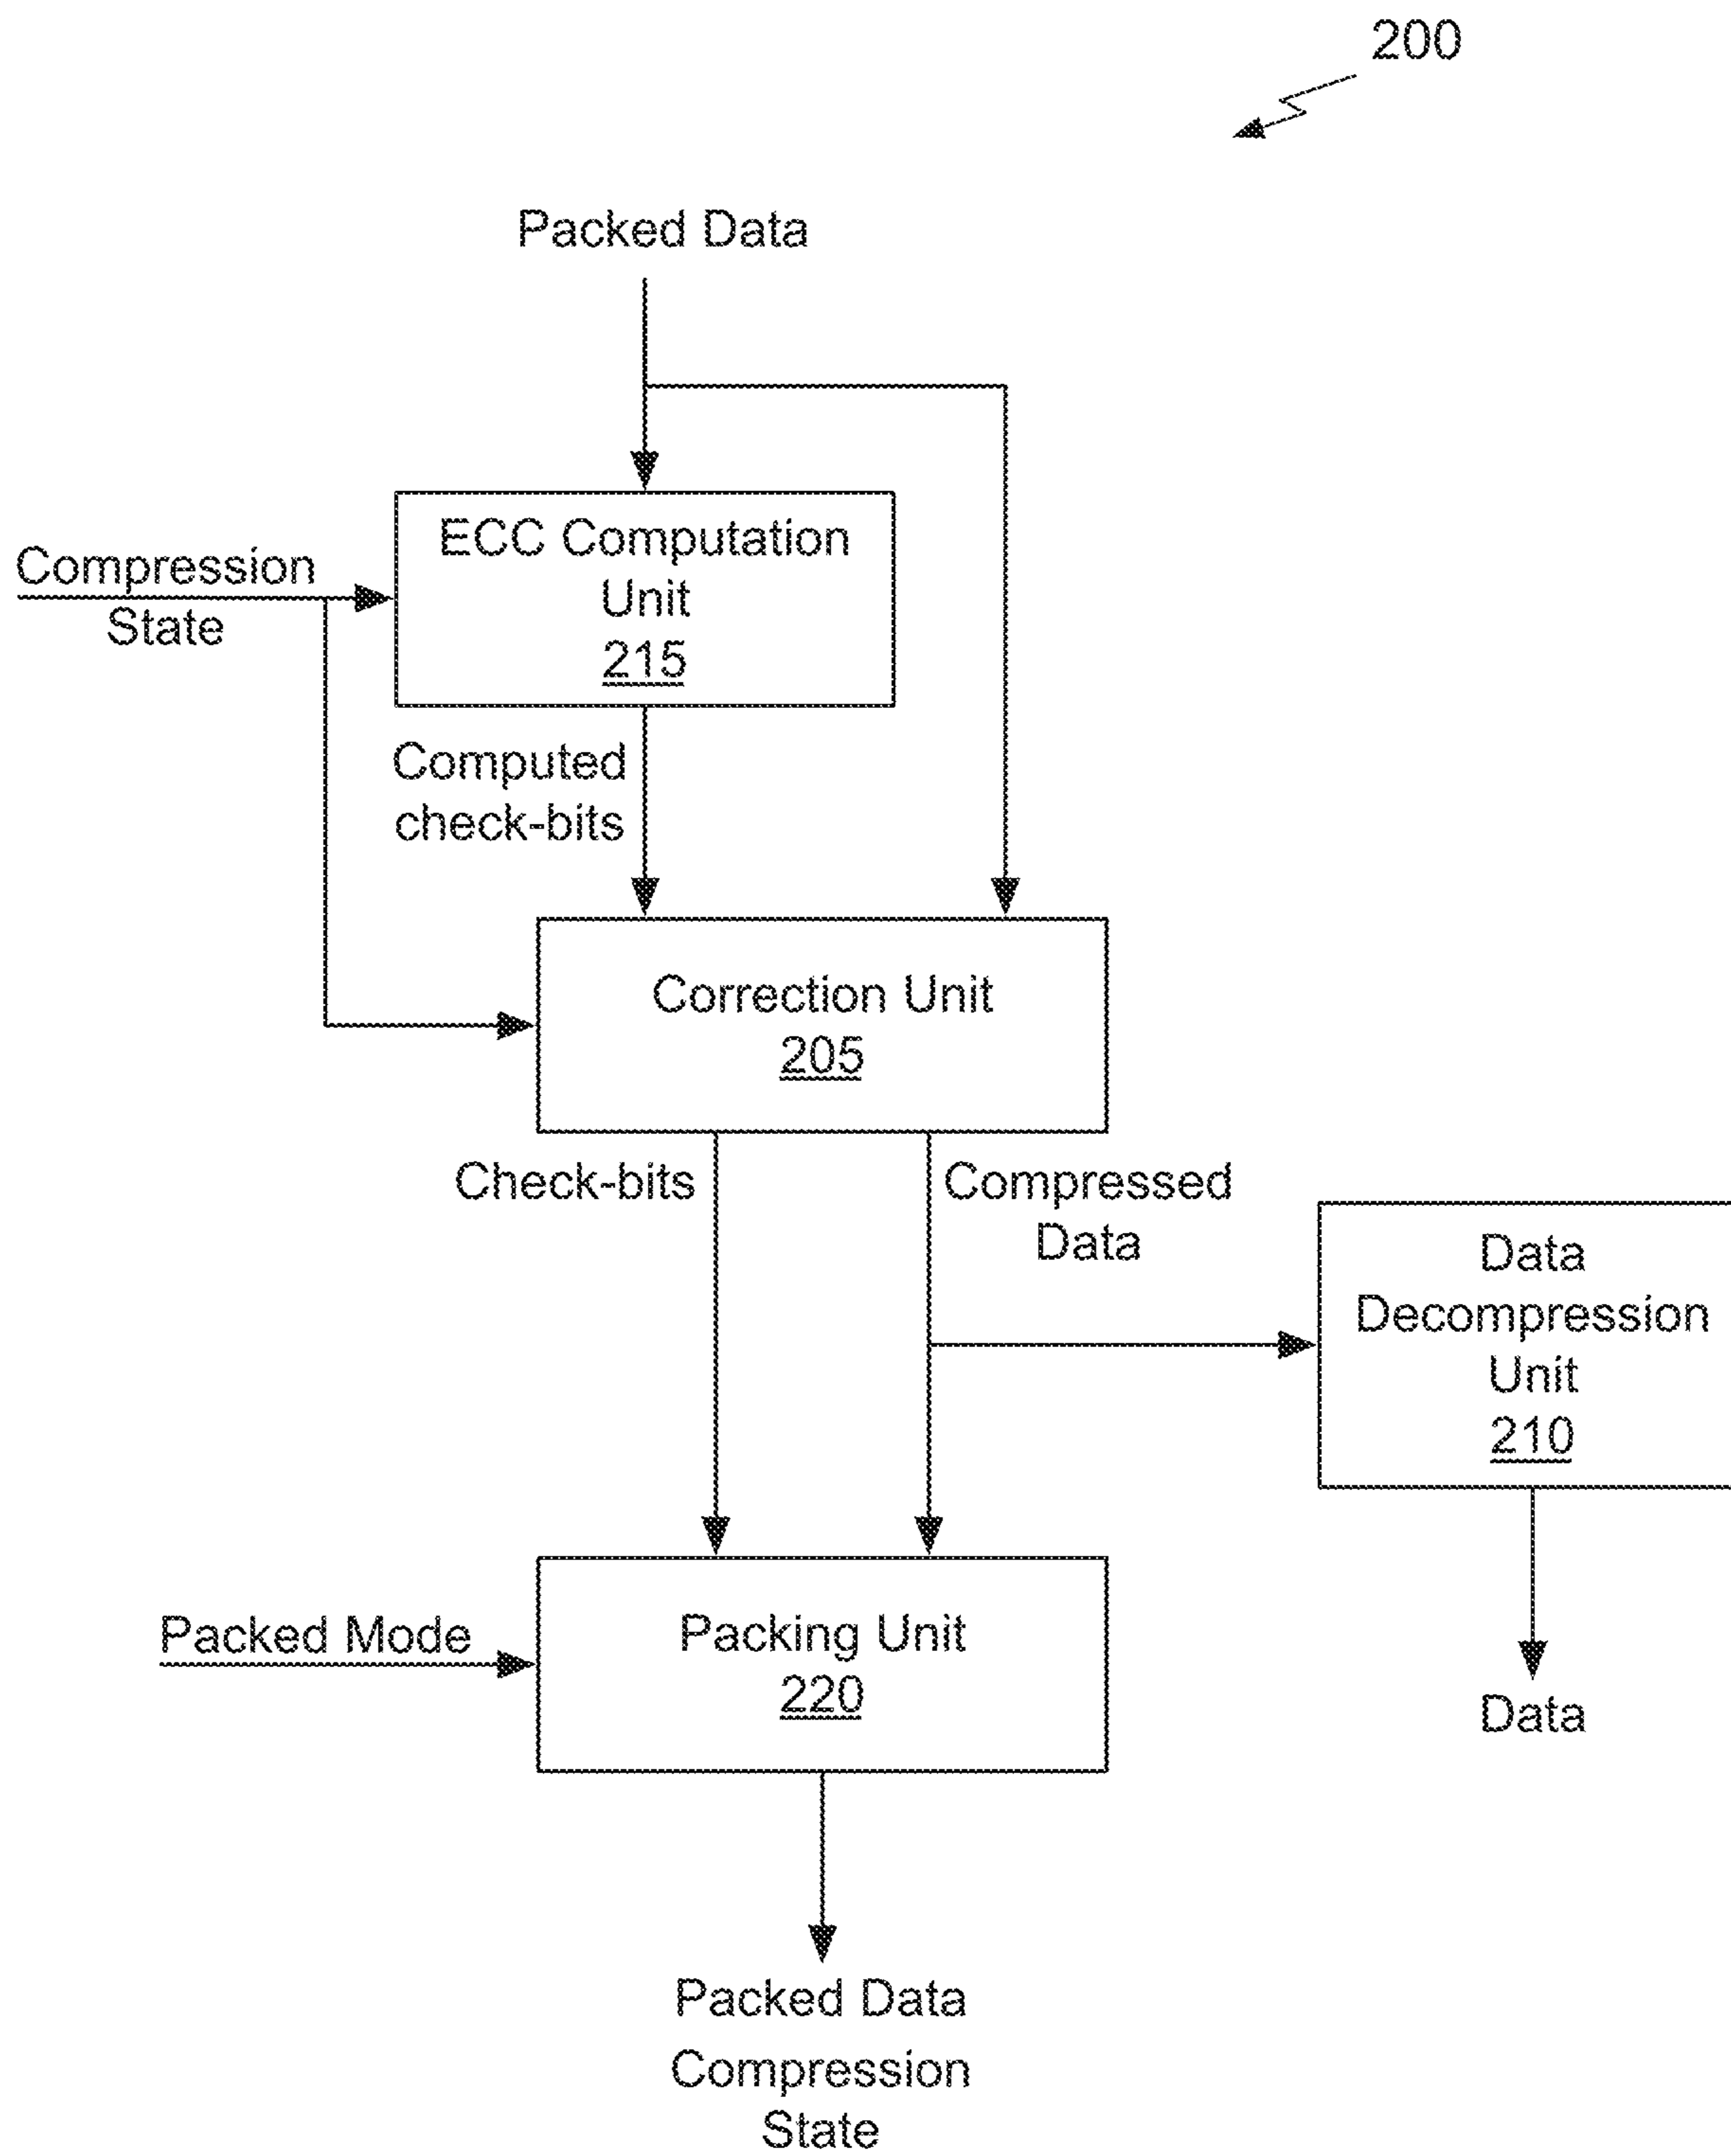 200
Packed Data
ECC Computation
Unit
215
Compression
State
Computed
check-bits
Correction Unit
205
Check-bits
Compressed
Data
Data
Decompression
Unit
210
Packed Mode
Packing Unit
220
Data
Packed Data
Compression
State